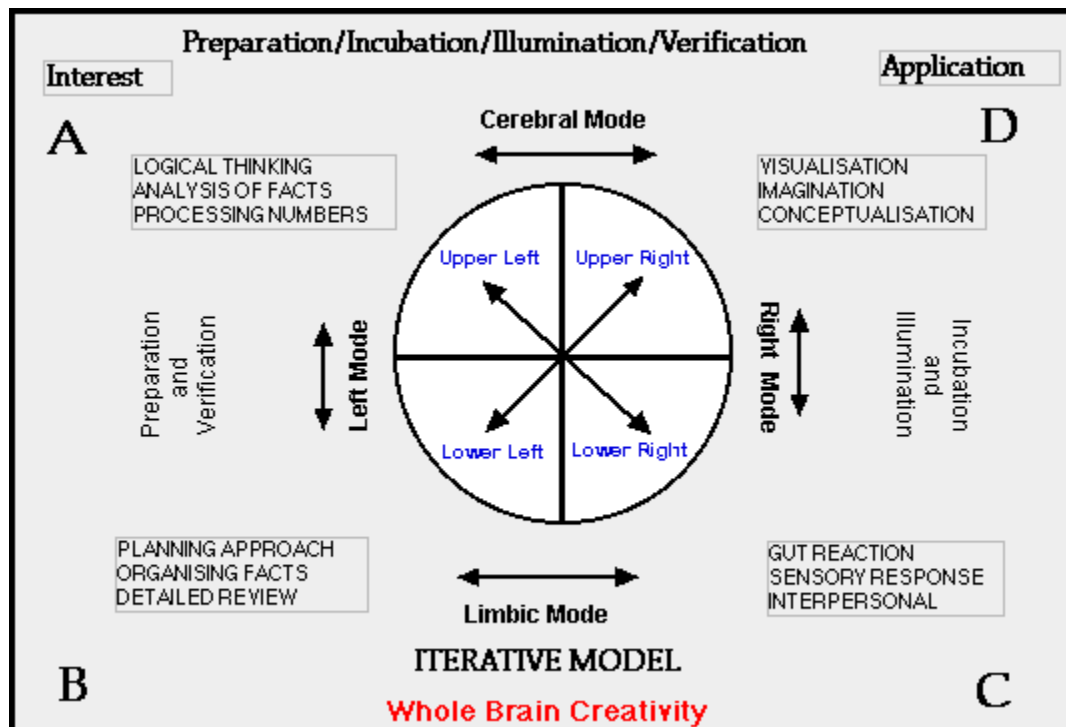 Preparation/Incubation/Illumination/Verification
Interest
Application
A
D
Cerebral Mode
LOGICAL THINKING
ANALYSIS OF FACTS
PROCESSING NUMBERS
VISUALISATION
IMAGINATION
CONCEPTUALISATION
Upper Left
Upper Right
Preparation
and
Verification
Left Mode
Right Mode
Incubation
and
Illumination
Lower Left
Lower Right
PLANNING APPROACH
ORGANISING FACTS
DETAILED REVIEW
GUT REACTION
SENSORY RESPONSE
INTERPERSONAL
Limbic Mode
ITERATIVE MODEL
B
C
Whole Brain Creativity